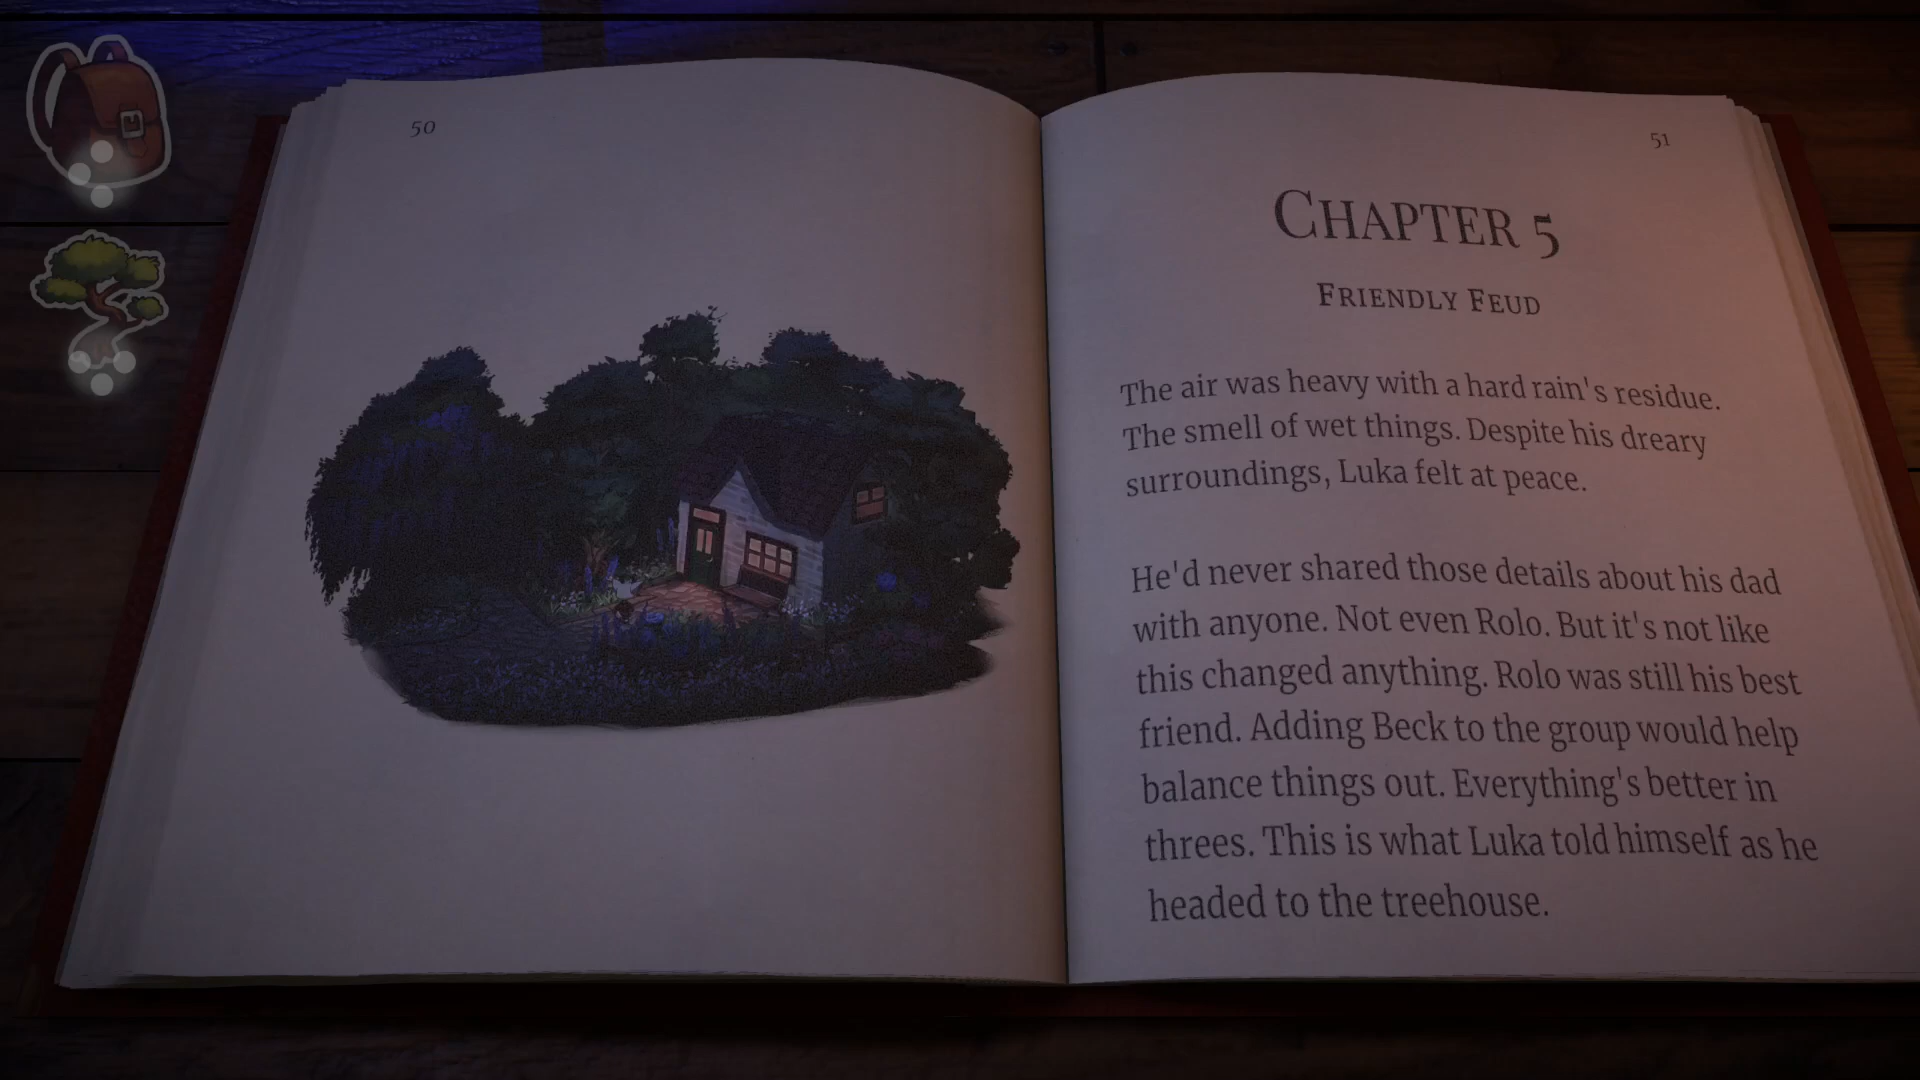 50
51
Chapter 5
Friendly Feud
The air was heavy with a hard rain's residue.
The smell of wet things. Despite his dreary
surroundings, Luka felt at peace.
He'd never shared those details about his dad
with anyone. Not even Rolo. But it's not like
this changed anything. Rolo was still his best
friend. Adding Beck to the group would help
balance things out. Everything's better in
threes. This is what Luka told himself as he
headed to the treehouse.